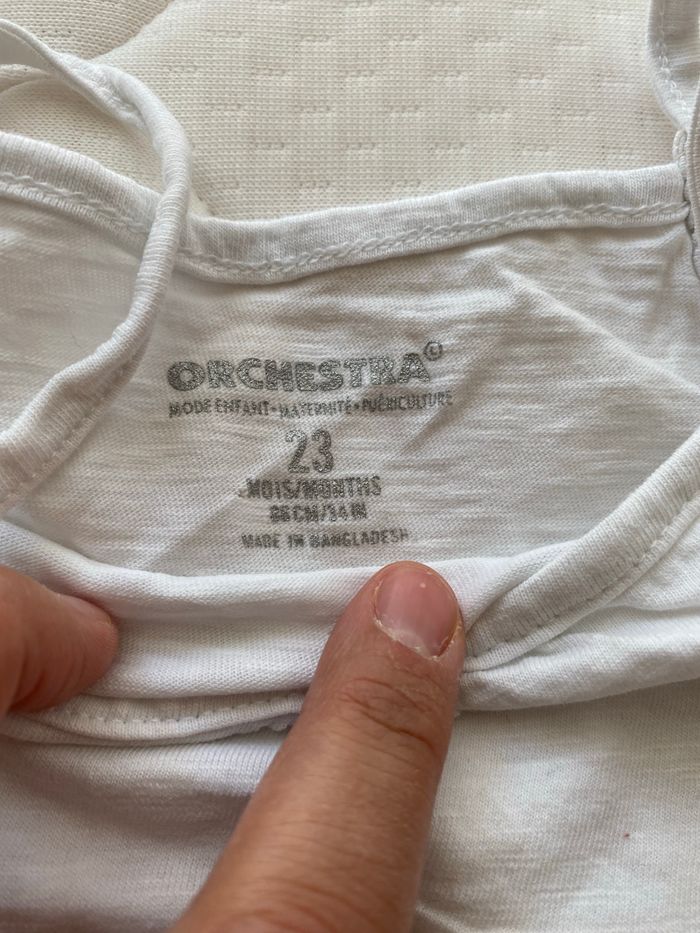 ORCHESTRA©
MODE ENFANT•MATERNITÉ•PUÉRICULTURE
23
MOIS/MONTHS
86 CM/34 IN
MADE IN BANGLADESH